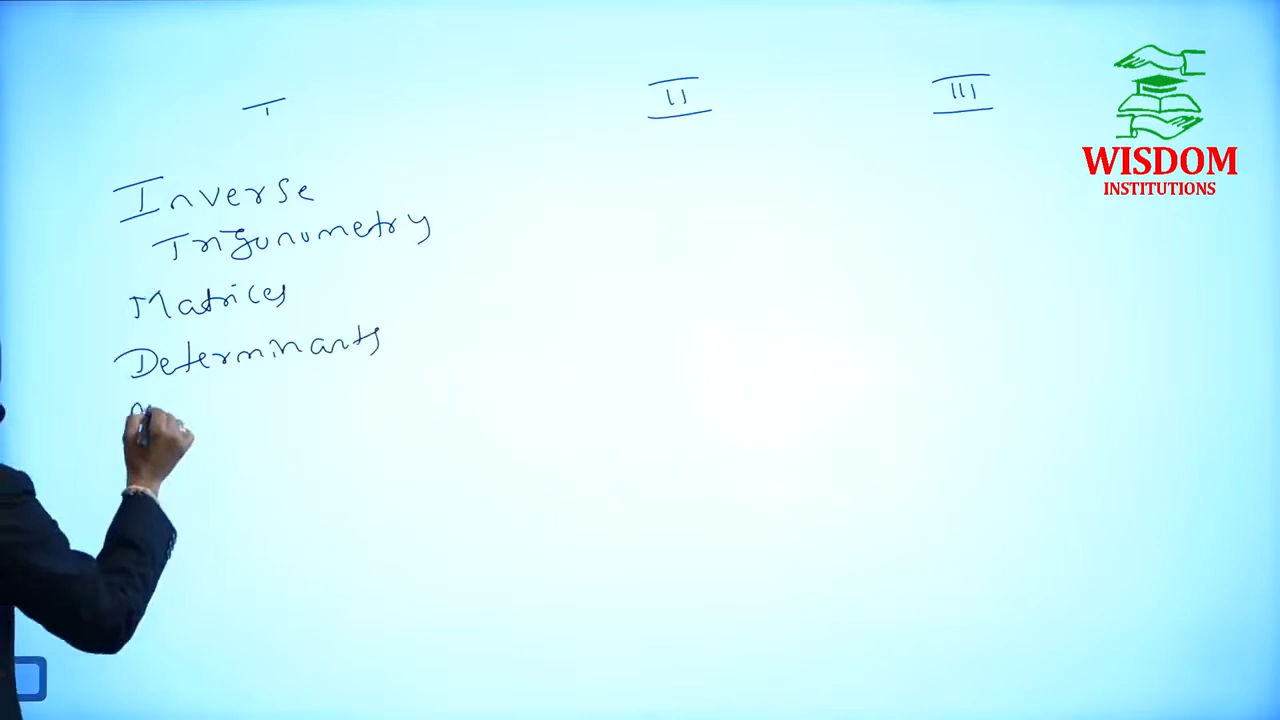 I
II
III
WISDOM
INSTITUTIONS
Inverse
Trigonometry
Matrices
Determinants